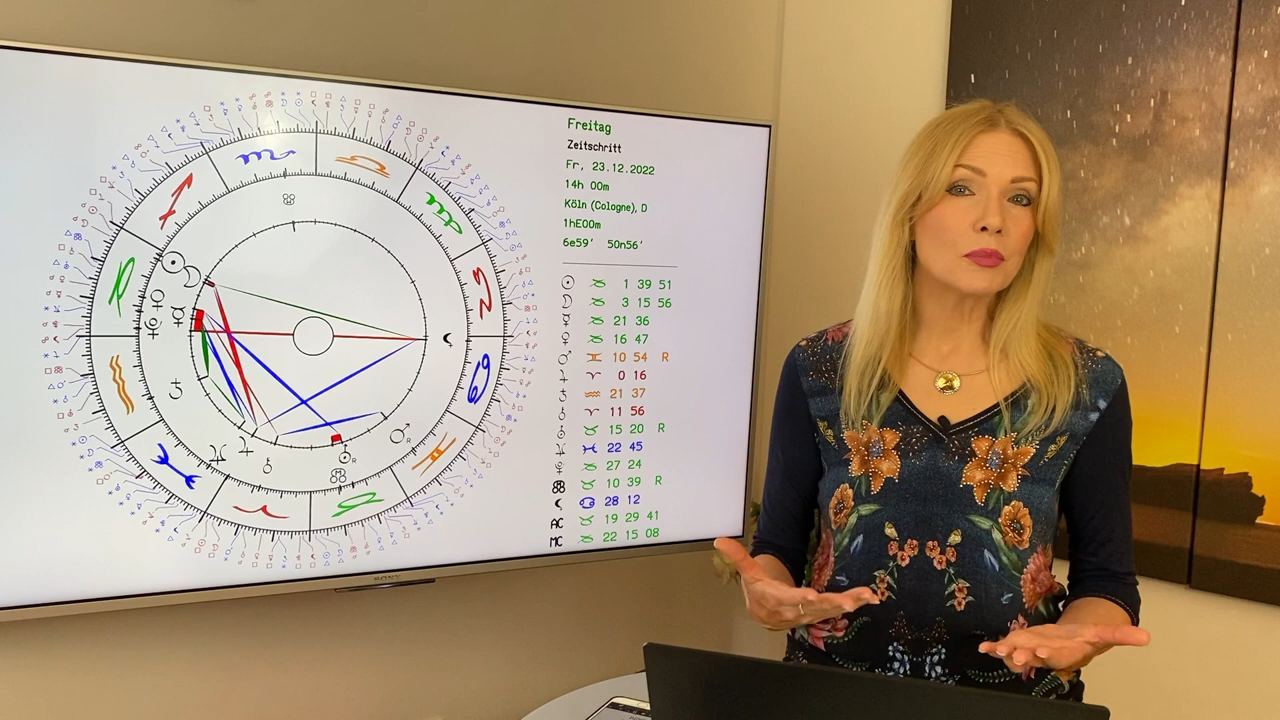 Freitag
Zeitschritt
Fr, 23.12.2022
14h 00m
Köln (Cologne), D
1hE00m
6e59' 50n56'
☉ ♑ 1 39 51
☽ ♑ 3 15 56
☿ ♑ 21 36
♀ ♑ 16 47
♂ ♊ 10 54 R
♃ ♈ 0 16
♄ ♒ 21 37
⚷ ♈ 11 56
♅ ♉ 15 20 R
♆ ♓ 22 45
♇ ♑ 27 24
☊ ♉ 10 39 R
⚸ ♋ 28 12
AC ♉ 19 29 41
MC ♑ 22 15 08
SONY